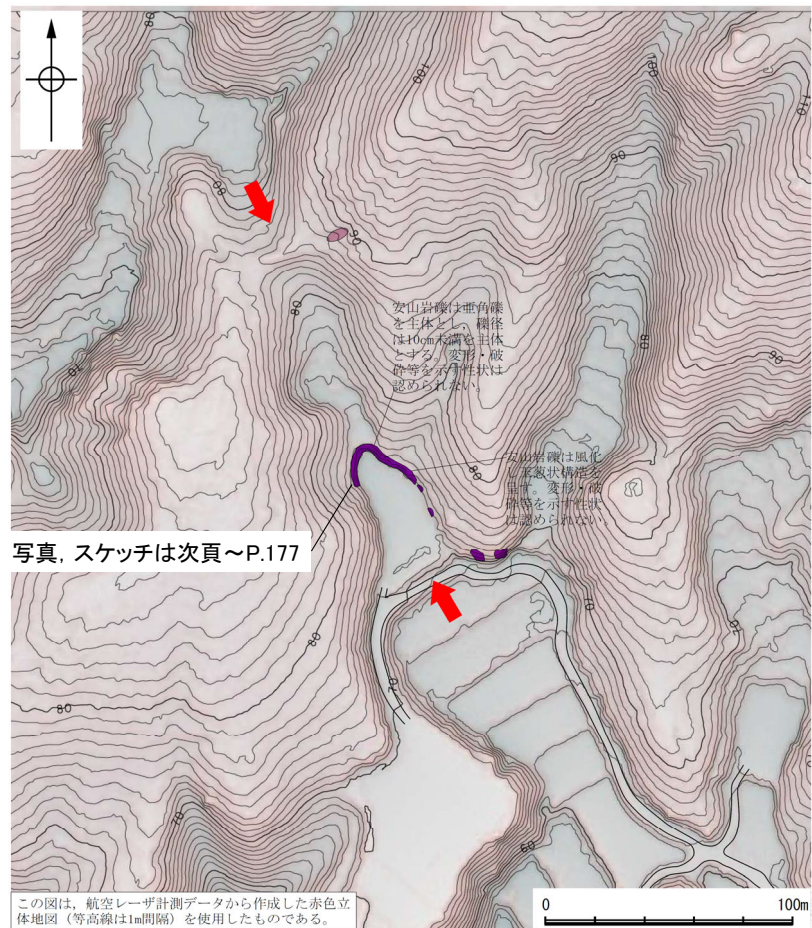 100
100
110
90
80
90
80
安山岩礫は亜角礫
を主体とし、礫径
は10cm未満を主体
とする。変形・破
砕等を示す性状は
認められない。
80
90
70
80
安山岩礫は風化
し玉葱状構造を
呈す。変形・破
砕等を示す性状
は認められない。
写真，スケッチは次頁～P.177
70
70
80
70
80
70
60
この図は，航空レーザ計測データから作成した赤色立
体地図（等高線は1m間隔）を使用したものである。
0 100m